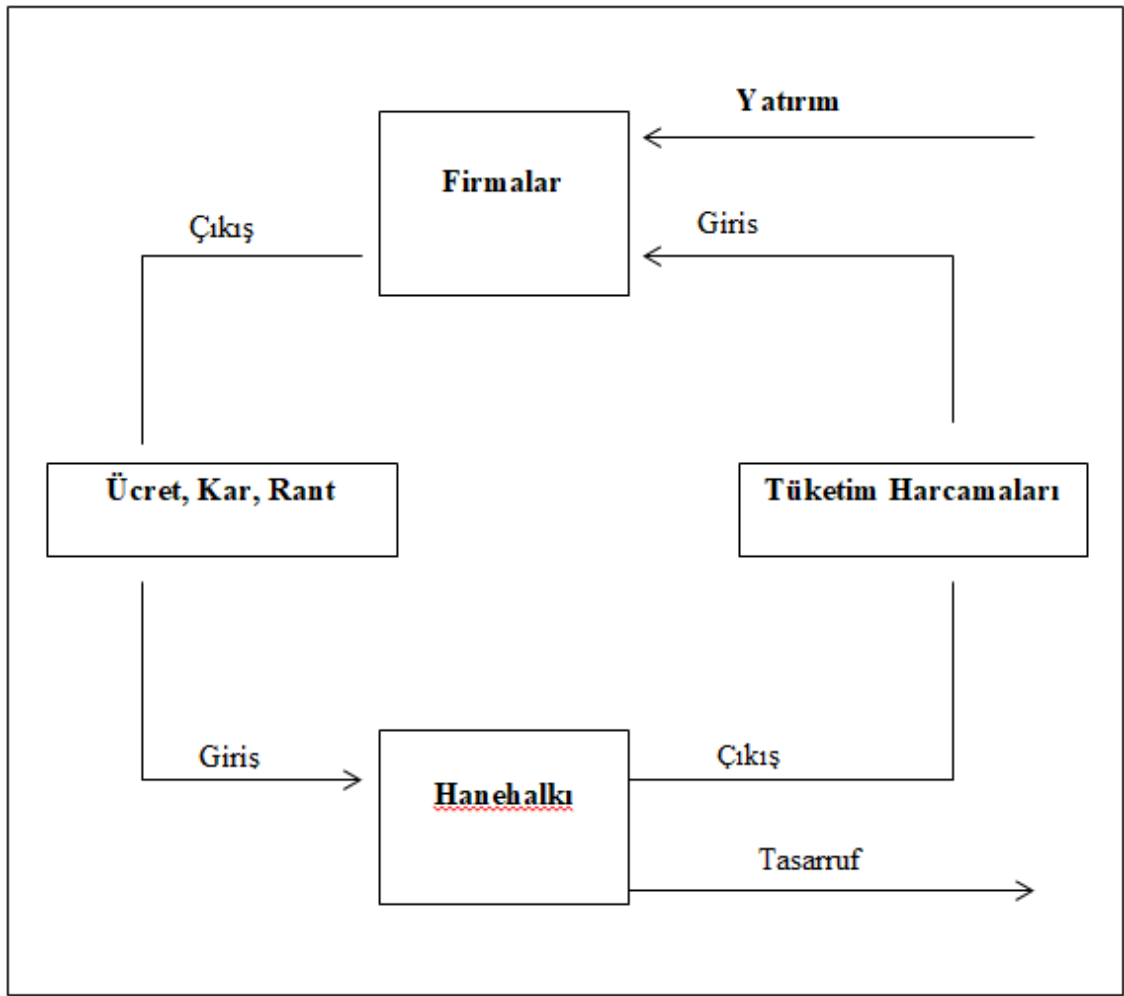 Yatırım
Firmalar
Çıkış
Giris
Ücret, Kar, Rant
Tüketim Harcamaları
Giriş
Çıkış
Hanehalkı
Tasarruf